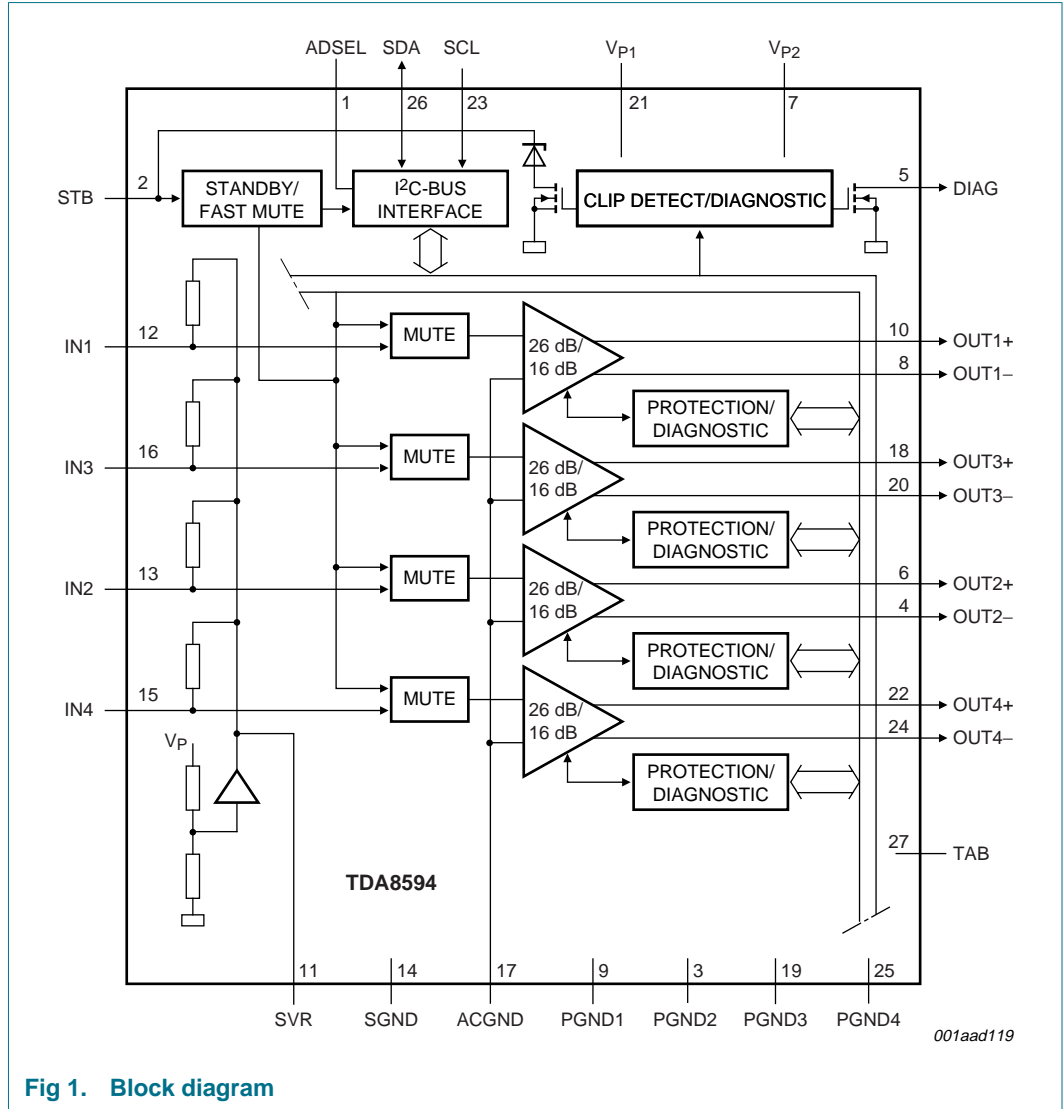 ADSEL SDA SCL VP1 VP2
1 26 23 21 7
STB 2
STANDBY/
FAST MUTE
I2C-BUS
INTERFACE
CLIP DETECT/DIAGNOSTIC
5 DIAG
IN1 12
MUTE
26 dB/
16 dB
10 OUT1+
8 OUT1−
PROTECTION/
DIAGNOSTIC
IN3 16
MUTE
26 dB/
16 dB
18 OUT3+
20 OUT3−
PROTECTION/
DIAGNOSTIC
IN2 13
MUTE
26 dB/
16 dB
6 OUT2+
4 OUT2−
PROTECTION/
DIAGNOSTIC
IN4 15
MUTE
26 dB/
16 dB
22 OUT4+
24 OUT4−
PROTECTION/
DIAGNOSTIC
VP
27 TAB
TDA8594
11 14 17 9 3 19 25
SVR SGND ACGND PGND1 PGND2 PGND3 PGND4
001aad119
Fig 1. Block diagram